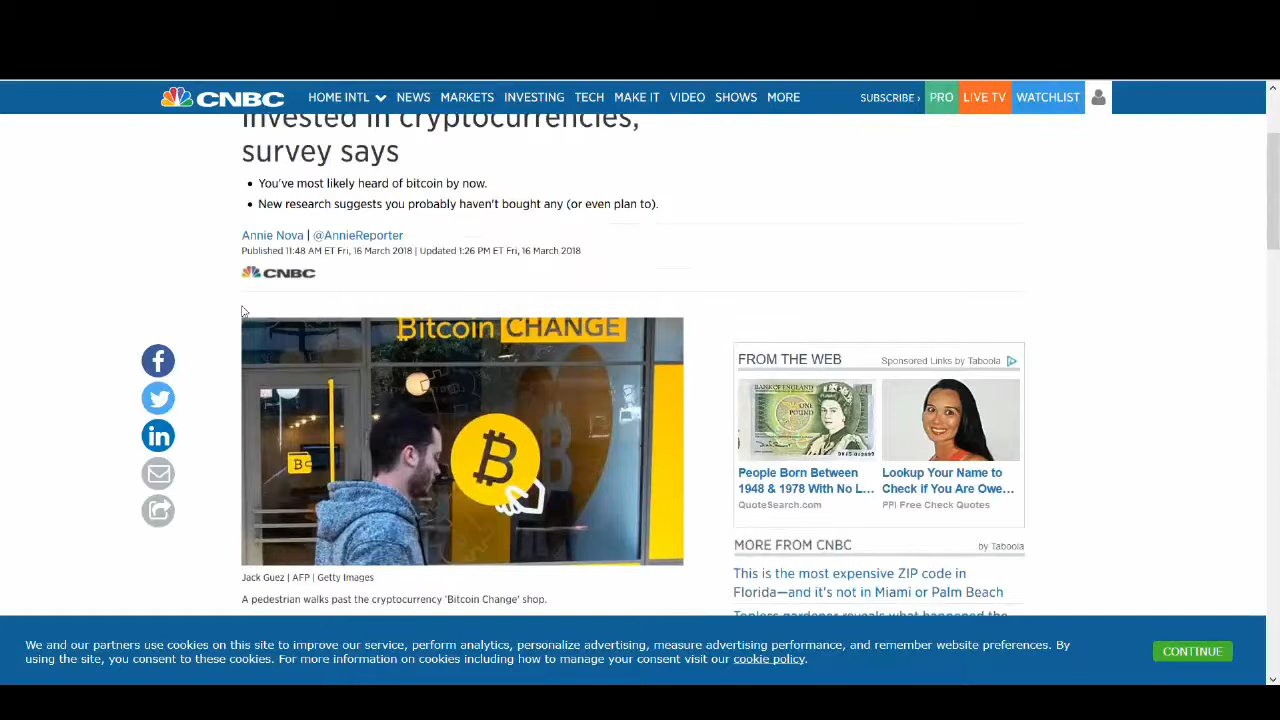 CNBC
HOME INTL NEWS MARKETS INVESTING TECH MAKE IT VIDEO SHOWS MORE SUBSCRIBE › PRO LIVE TV WATCHLIST
invested in cryptocurrencies,
survey says
• You've most likely heard of bitcoin by now.
• New research suggests you probably haven't bought any (or even plan to).
Annie Nova | @AnnieReporter
Published 11:48 AM ET Fri, 16 March 2018 | Updated 1:26 PM ET Fri, 16 March 2018
CNBC
Bitcoin CHANGE
Jack Guez | AFP | Getty Images
A pedestrian walks past the cryptocurrency 'Bitcoin Change' shop.
FROM THE WEB Sponsored Links by Taboola
BANK OF ENGLAND
ONE
POUND
People Born Between
1948 & 1978 With No L...
QuoteSearch.com
Lookup Your Name to
Check if You Are Owe...
PPI Free Check Quotes
MORE FROM CNBC by Taboola
This is the most expensive ZIP code in
Florida—and it's not in Miami or Palm Beach
Topless gardener reveals what happened the
We and our partners use cookies on this site to improve our service, perform analytics, personalize advertising, measure advertising performance, and remember website preferences. By
using the site, you consent to these cookies. For more information on cookies including how to manage your consent visit our cookie policy.
CONTINUE